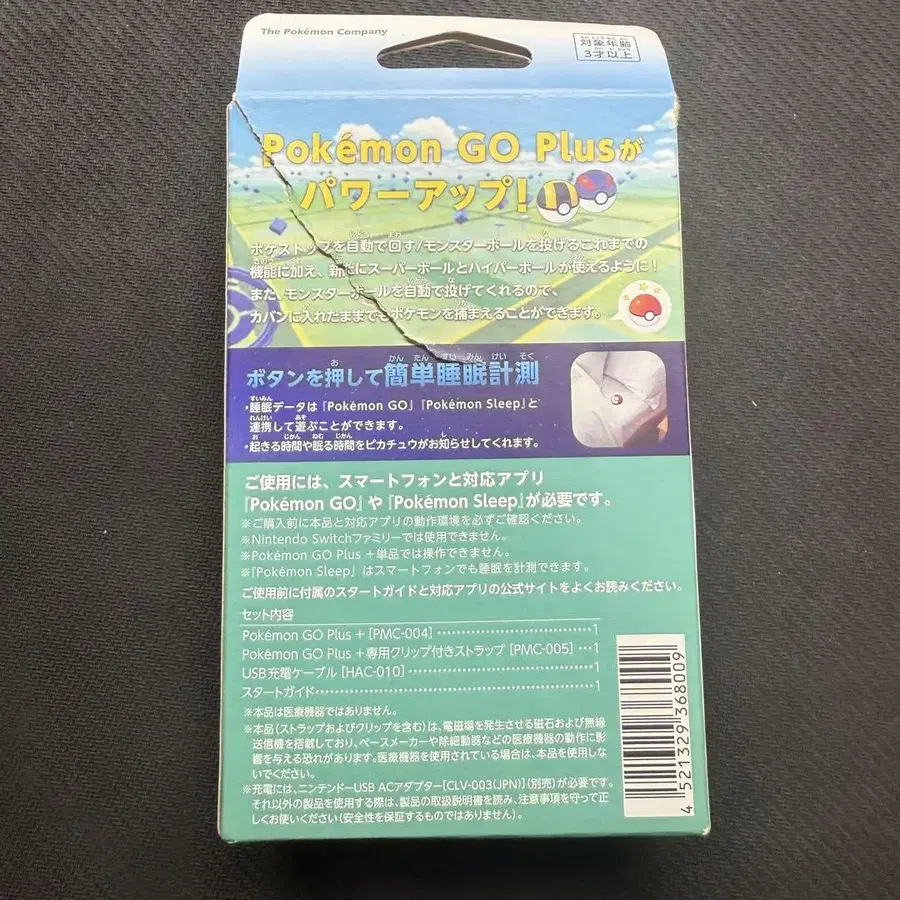 The Pokémon Company
対象年齢
3才以上
Pokémon GO Plusが
パワーアップ!
ポケストップを自動で回す/モンスターボールを投げるこれまでの
機能に加え、新たにスーパーボールとハイパーボールが使えるように!
また、モンスターボールを自動で投げてくれるので、
カバンに入れたままでもポケモンを捕まえることができます。
ボタンを押して簡単睡眠計測
・睡眠データは『Pokémon GO』『Pokémon Sleep』と
連携して遊ぶことができます。
・起きる時間や眠る時間をピカチュウがお知らせしてくれます。
ご使用には、スマートフォンと対応アプリ
『Pokémon GO』や『Pokémon Sleep』が必要です。
※ご購入前に本品と対応アプリの動作環境を必ずご確認ください。
※Nintendo Switchファミリーでは使用できません。
※Pokémon GO Plus +単品では操作できません。
※『Pokémon Sleep』はスマートフォンでも睡眠を計測できます。
ご使用前に付属のスタートガイドと対応アプリの公式サイトをよくお読みください。
セット内容
Pokémon GO Plus +[PMC-004]…………………1
Pokémon GO Plus +専用クリップ付きストラップ[PMC-005]…1
USB充電ケーブル[HAC-010]……………………1
スタートガイド……………………………………1
※本品は医療機器ではありません。
※本品(ストラップおよびクリップを含む)は、電磁場を発生させる磁石および無線
送信機を搭載しており、ペースメーカーや除細動器などの医療機器の動作に影
響を与える恐れがあります。医療機器を使用されている場合は、本品を使用しな
いでください。
※充電には、ニンテンドーUSB ACアダプター[CLV-003(JPN)](別売)が必要です。
それ以外の製品を使用する際は、製品の取扱説明書を読み、注意事項を守って正
しくお使いください(安全性を保証するものではありません)。
4 521329 368009